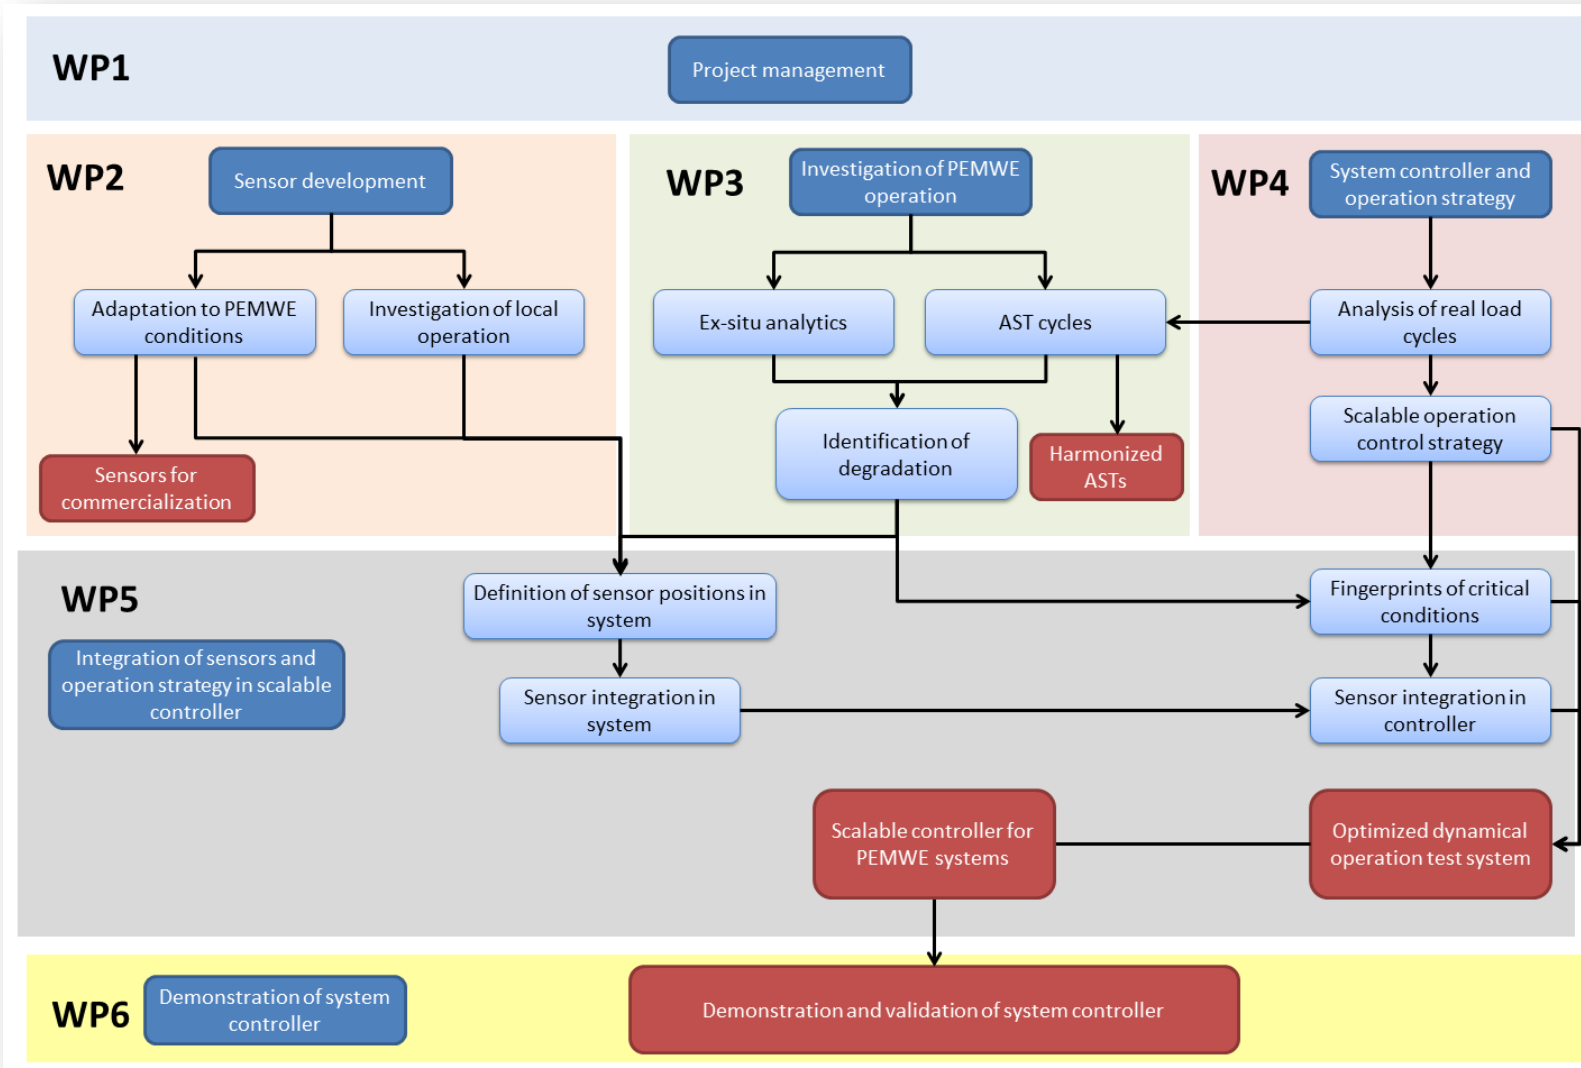 WP1
Project management
WP2
Sensor development
Adaptation to PEMWE
conditions
Investigation of local
operation
Sensors for
commercialization
WP3
Investigation of PEMWE
operation
Ex-situ analytics
AST cycles
Identification of
degradation
Harmonized
ASTs
WP4
System controller and
operation strategy
Analysis of real load
cycles
Scalable operation
control strategy
WP5
Integration of sensors and
operation strategy in scalable
controller
Definition of sensor positions in
system
Fingerprints of critical
conditions
Sensor integration in
system
Sensor integration in
controller
Scalable controller for
PEMWE systems
Optimized dynamical
operation test system
WP6
Demonstration of system
controller
Demonstration and validation of system controller